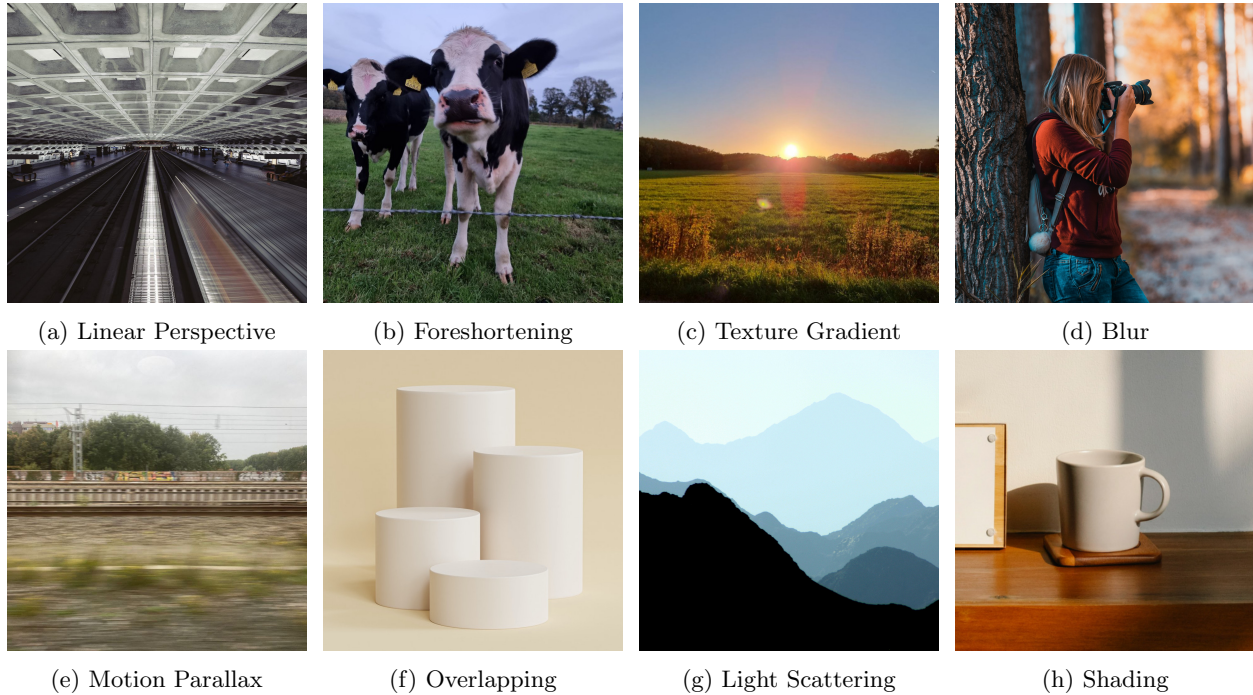 (a) Linear Perspective
(b) Foreshortening
(c) Texture Gradient
(d) Blur
(e) Motion Parallax
(f) Overlapping
(g) Light Scattering
(h) Shading